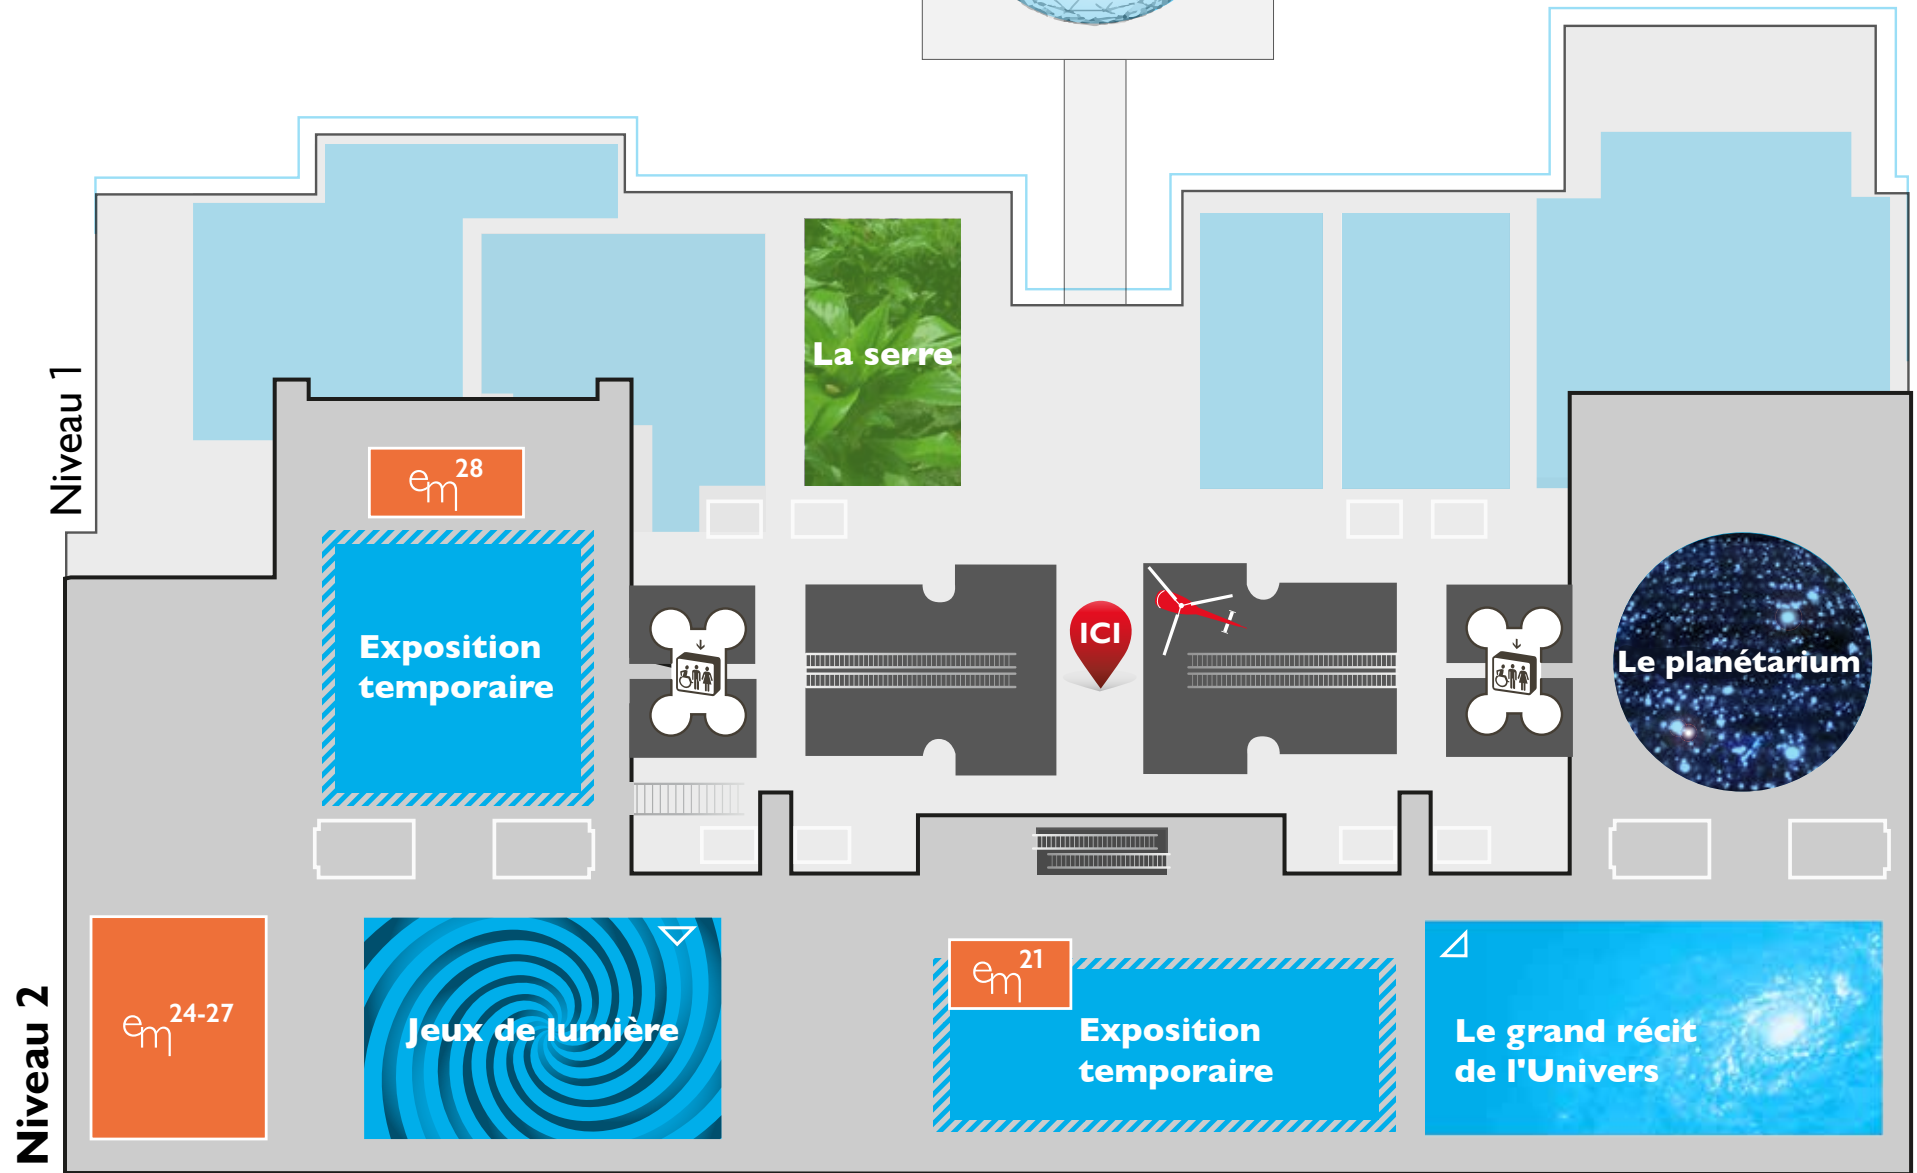 Niveau 1
La serre
em 28
Exposition
temporaire
ICI
Le planétarium
Niveau 2
em 24-27
Jeux de lumière
em 21
Exposition
temporaire
Le grand récit
de l'Univers